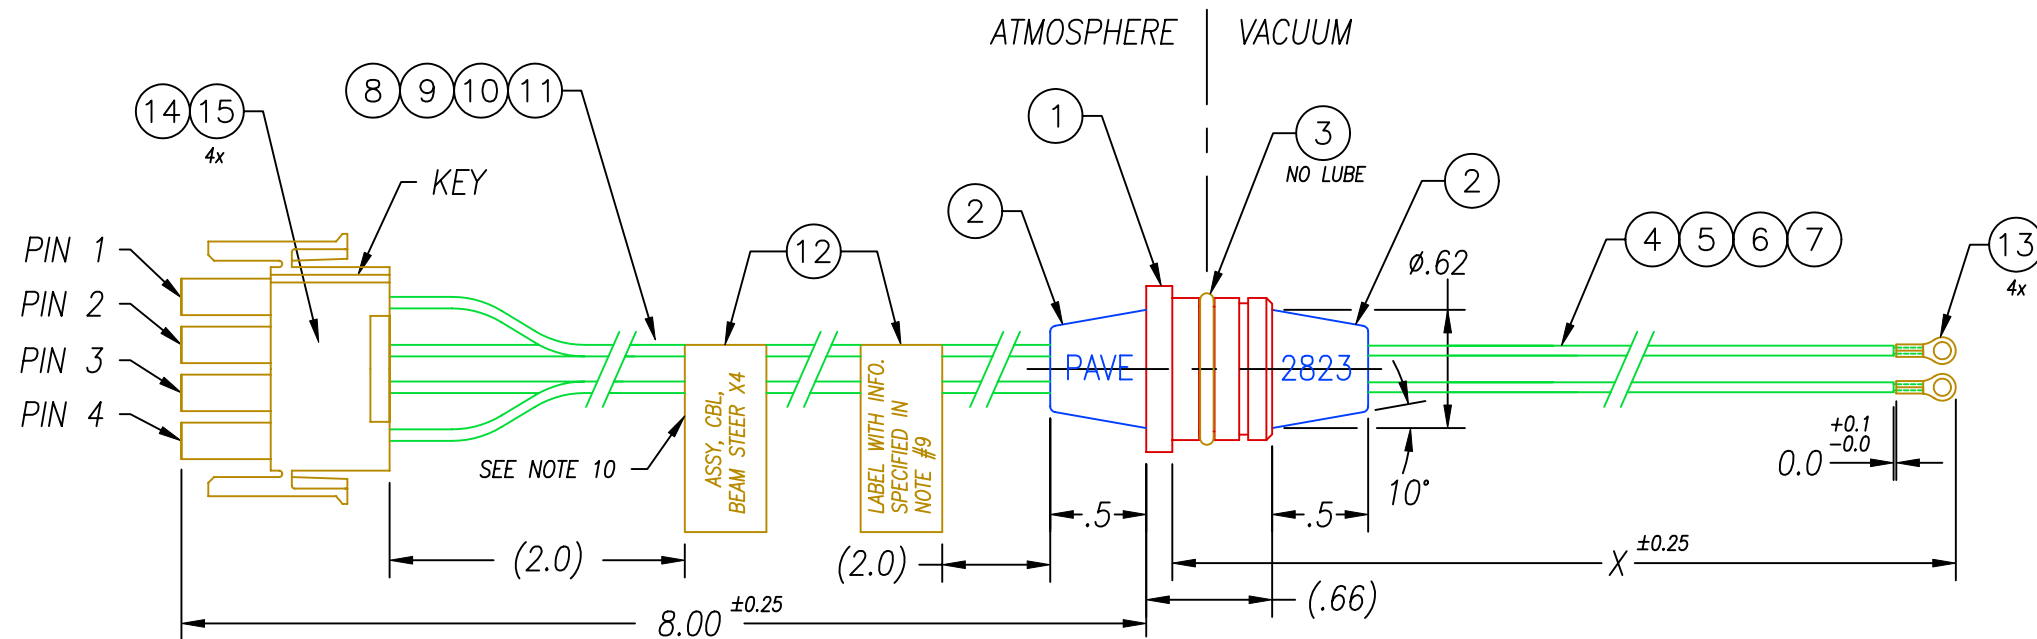 ATMOSPHERE VACUUM
8 9 10 11
14 15
4x
1
3
NO LUBE
KEY
2
2
12
4 5 6 7
13
4x
PIN 1
PIN 2
PIN 3
PIN 4
Ø.62
PAVE
2823
ASSY, CBL,
BEAM STEER X4
LABEL WITH INFO.
SPECIFIED IN
NOTE #9
SEE NOTE 10
+0.1
-0.0
0.0
10°
.5
.5
(2.0)
(2.0)
X ±0.25
(.66)
8.00 ±0.25